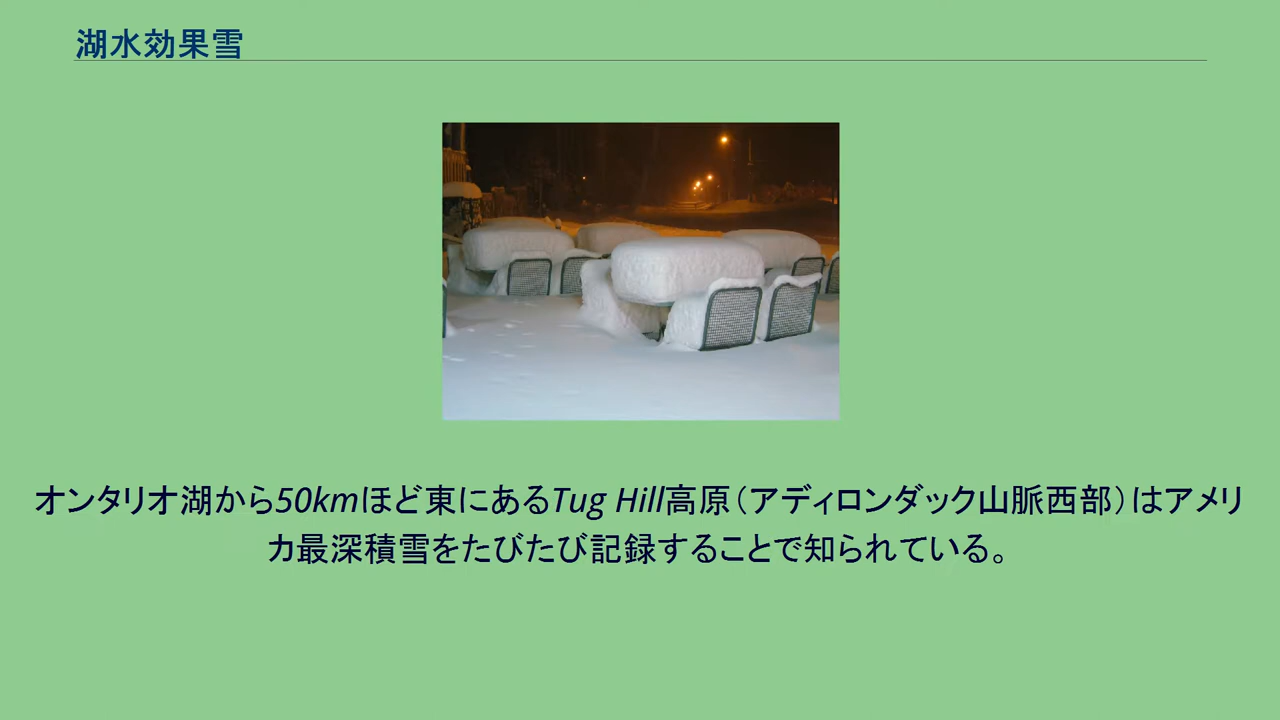 湖水効果雪
オンタリオ湖から50kmほど東にあるTug Hill高原（アディロンダック山脈西部）はアメリ
カ最深積雪をたびたび記録することで知られている。